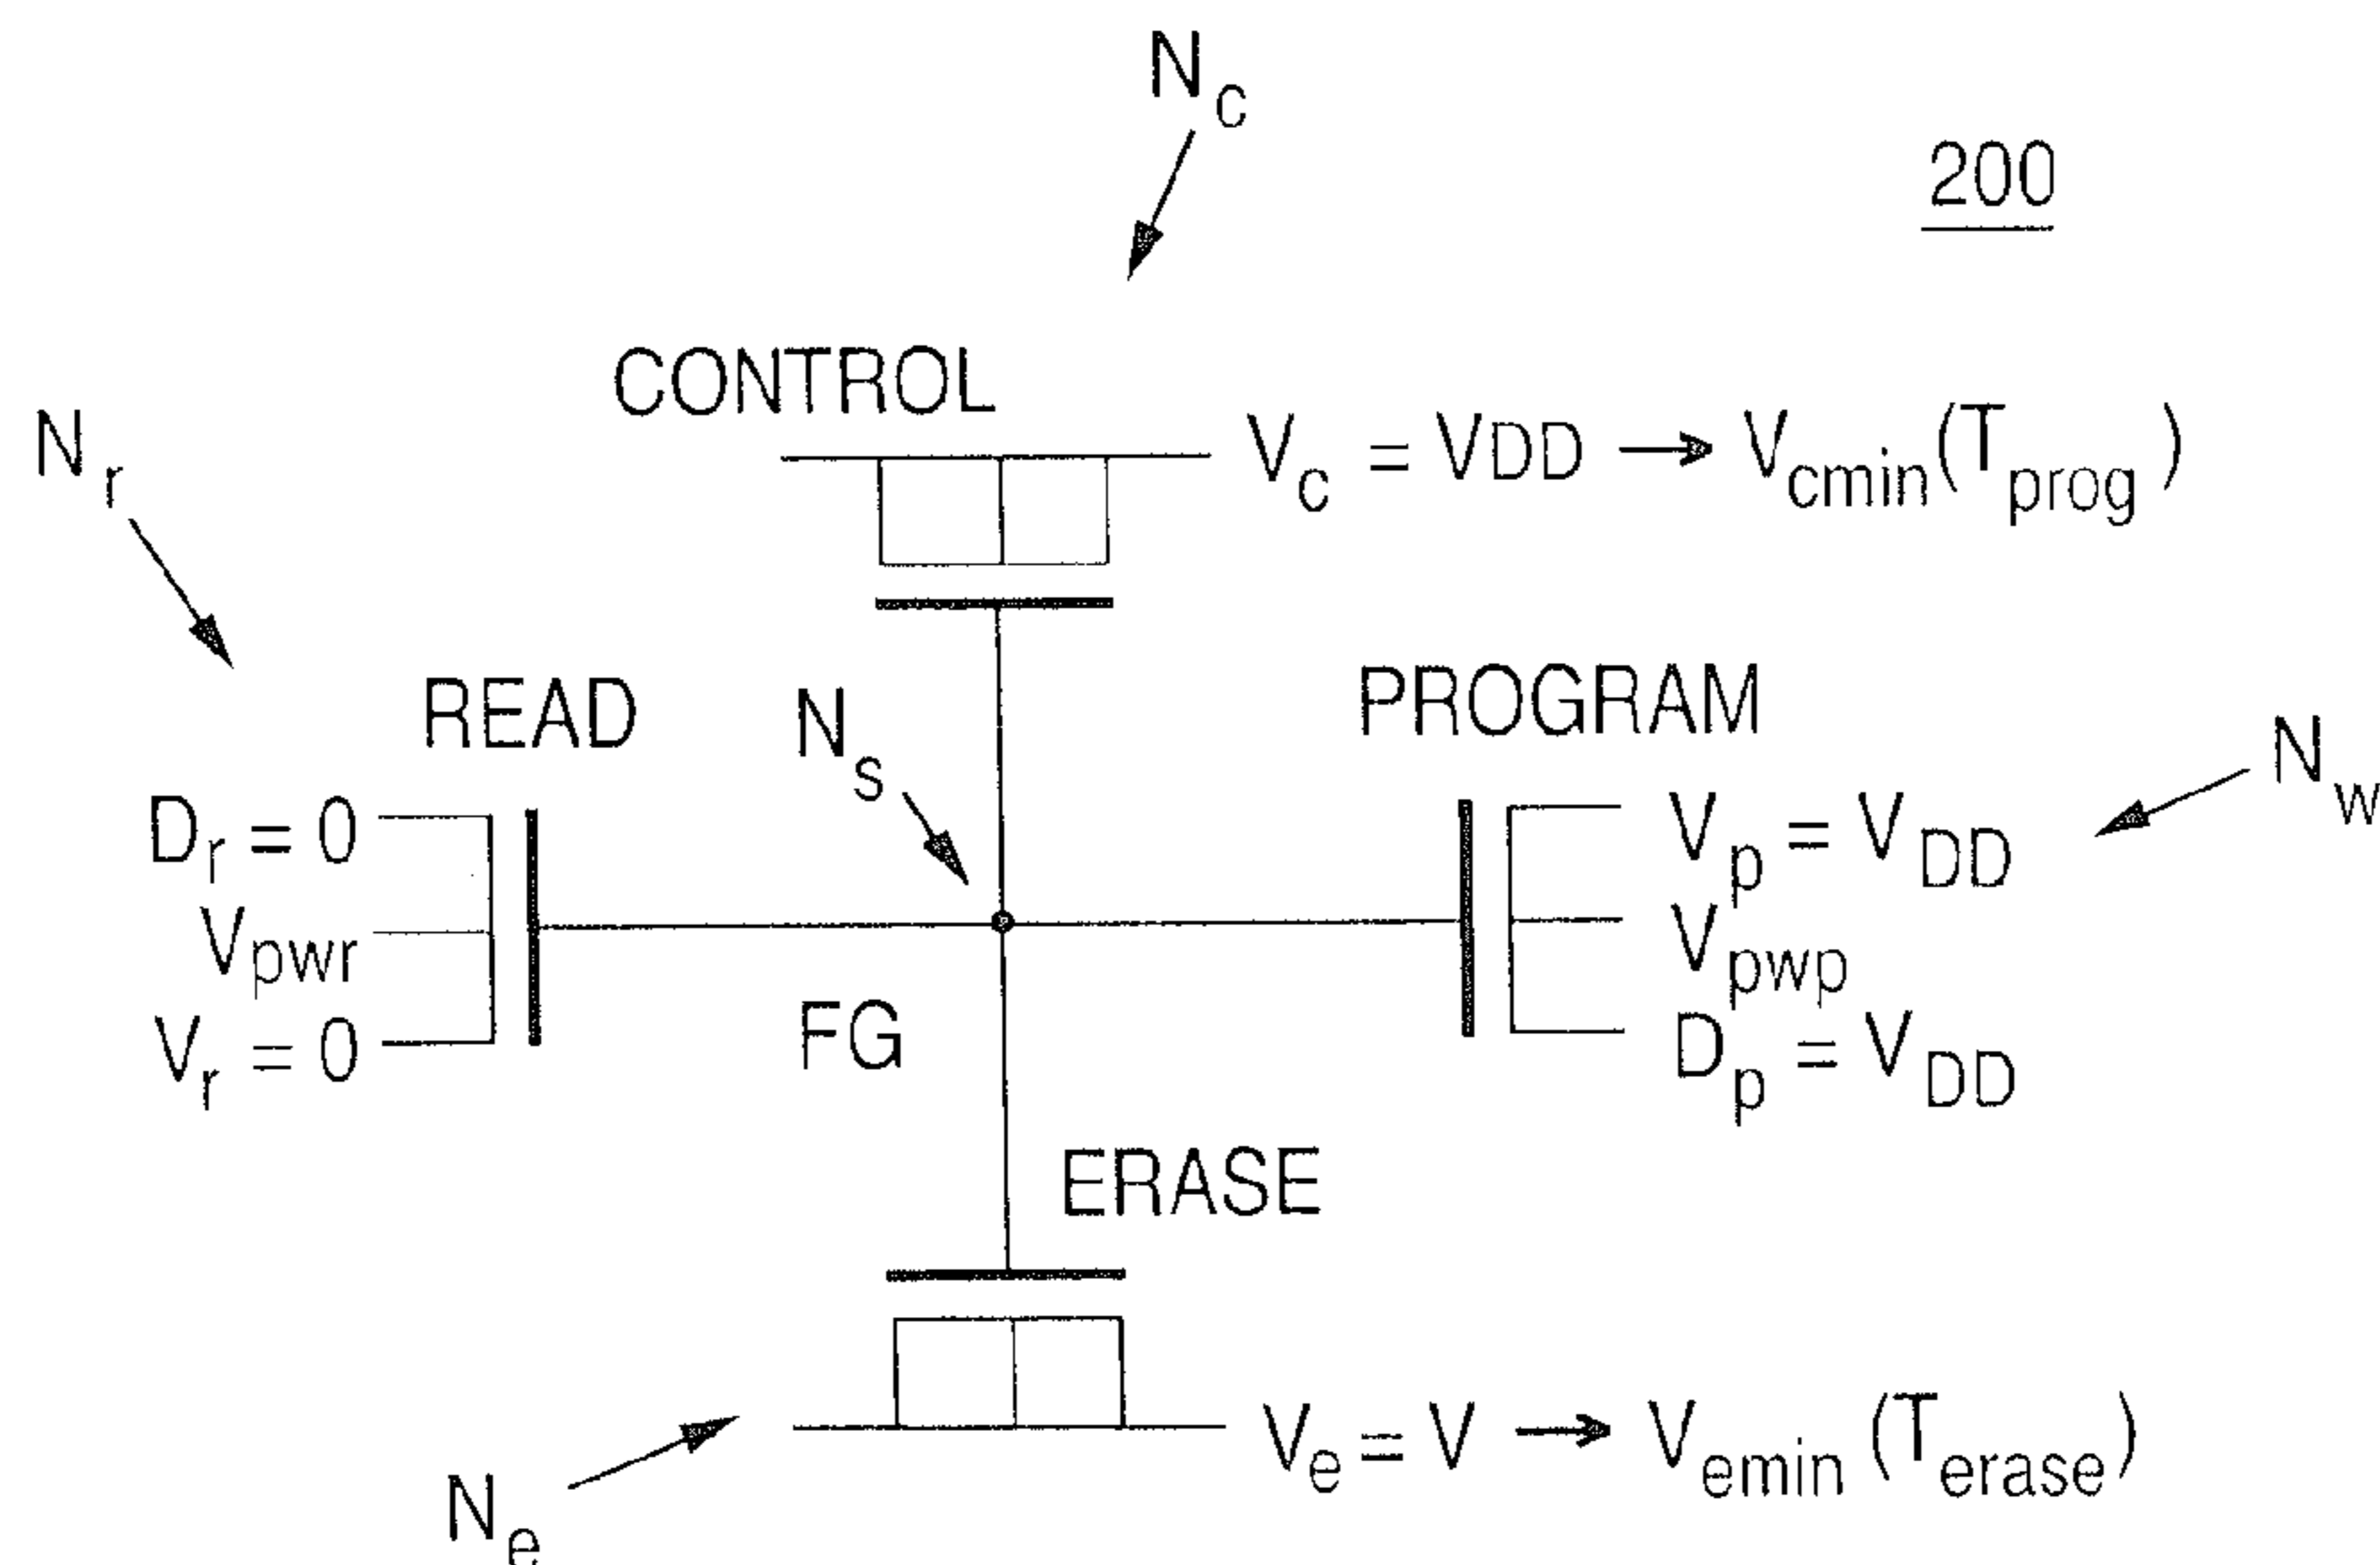 N_c
200
CONTROL
V_c = VDD → V_cmin(T_prog)
N_r
READ
N_s
PROGRAM
N_w
D_r = 0
V_p = V_DD
V_pwr
V_pwp
V_r = 0
FG
D_p = V_DD
ERASE
V_e = V → V_emin (T_erase)
N_e